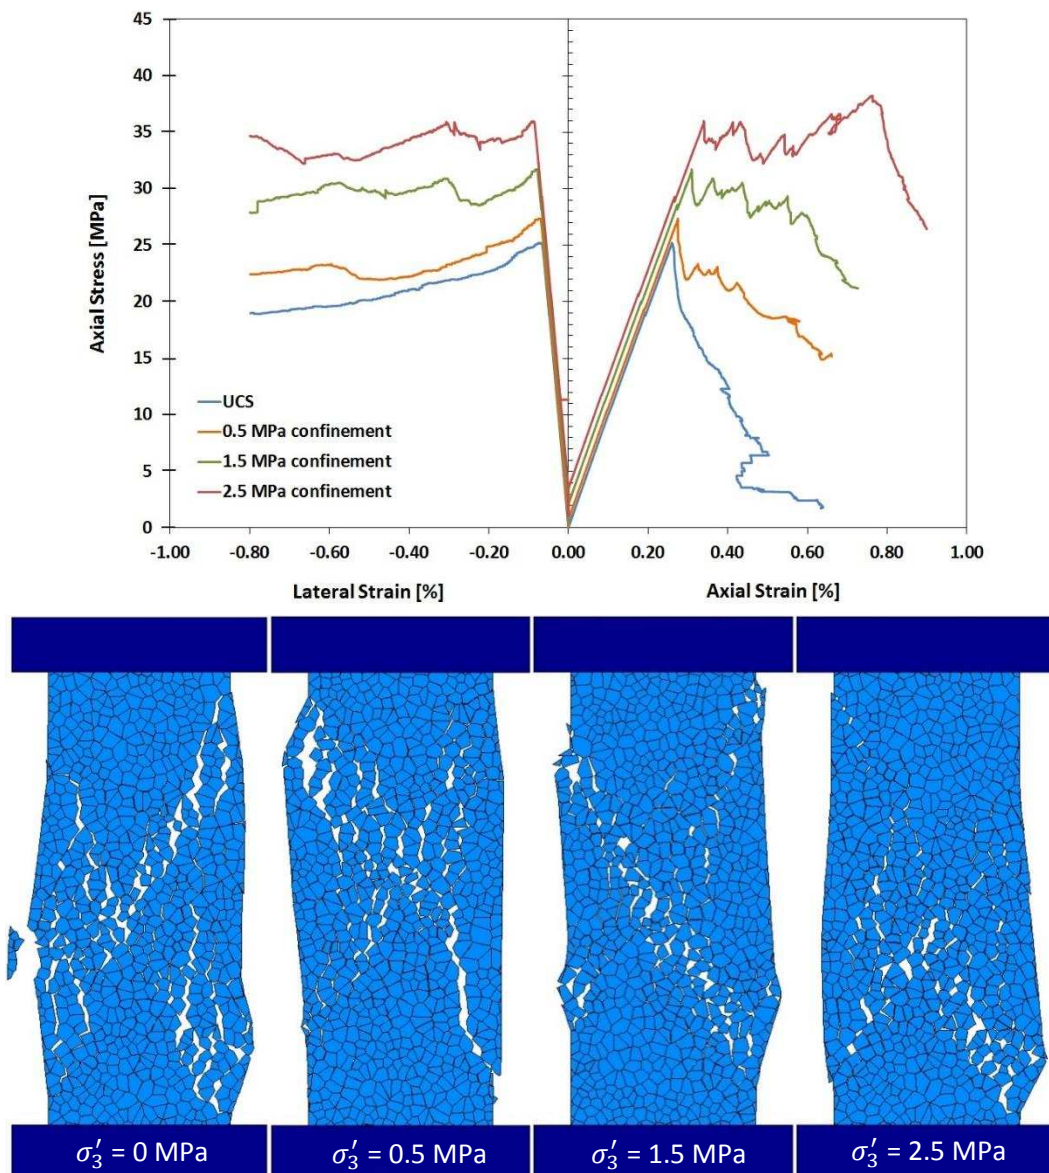 45
40
35
30
25
20
15
10
5
0
Axial Stress [MPa]
UCS
0.5 MPa confinement
1.5 MPa confinement
2.5 MPa confinement
-1.00 -0.80 -0.60 -0.40 -0.20 0.00 0.20 0.40 0.60 0.80 1.00
Lateral Strain [%] Axial Strain [%]
σ′₃ = 0 MPa σ′₃ = 0.5 MPa σ′₃ = 1.5 MPa σ′₃ = 2.5 MPa